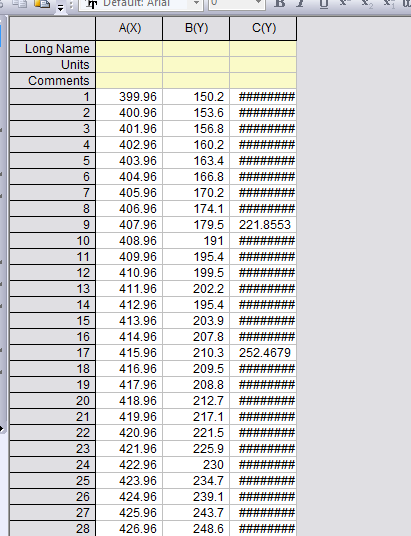 Default: Arial 0 B I U x² x₂
A(X) B(Y) C(Y)
Long Name
Units
Comments
1 399.96 150.2 ########
2 400.96 153.6 ########
3 401.96 156.8 ########
4 402.96 160.2 ########
5 403.96 163.4 ########
6 404.96 166.8 ########
7 405.96 170.2 ########
8 406.96 174.1 ########
9 407.96 179.5 221.8553
10 408.96 191 ########
11 409.96 195.4 ########
12 410.96 199.5 ########
13 411.96 202.2 ########
14 412.96 195.4 ########
15 413.96 203.9 ########
16 414.96 207.8 ########
17 415.96 210.3 252.4679
18 416.96 209.5 ########
19 417.96 208.8 ########
20 418.96 212.7 ########
21 419.96 217.1 ########
22 420.96 221.5 ########
23 421.96 225.9 ########
24 422.96 230 ########
25 423.96 234.7 ########
26 424.96 239.1 ########
27 425.96 243.7 ########
28 426.96 248.6 ########